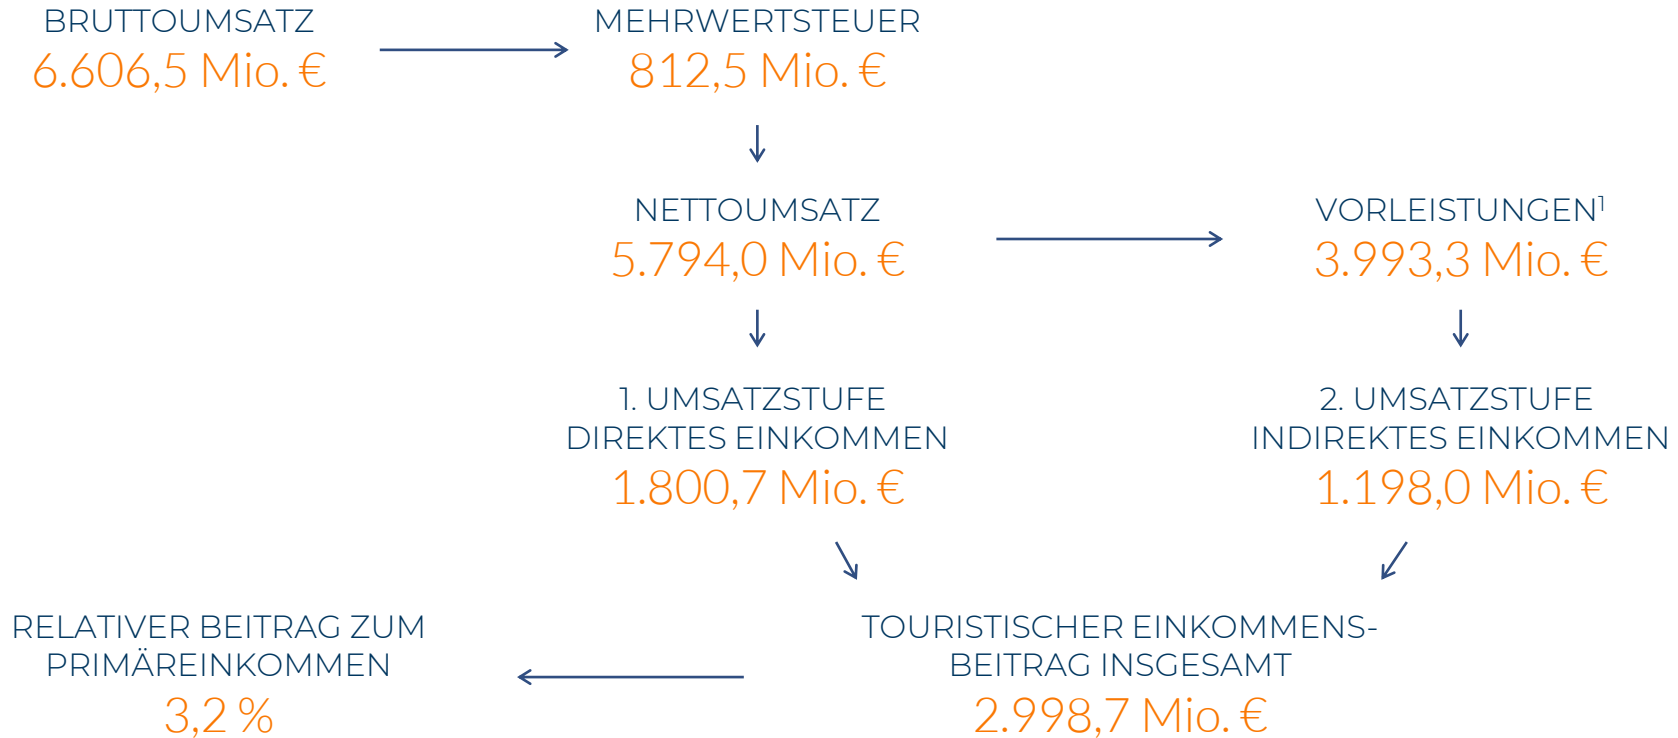 BRUTTOUMSATZ
6.606,5 Mio. €
MEHRWERTSTEUER
812,5 Mio. €
NETTOUMSATZ
5.794,0 Mio. €
VORLEISTUNGEN¹
3.993,3 Mio. €
1. UMSATZSTUFE
DIREKTES EINKOMMEN
1.800,7 Mio. €
2. UMSATZSTUFE
INDIREKTES EINKOMMEN
1.198,0 Mio. €
RELATIVER BEITRAG ZUM
PRIMÄREINKOMMEN
3,2 %
TOURISTISCHER EINKOMMENS-
BEITRAG INSGESAMT
2.998,7 Mio. €